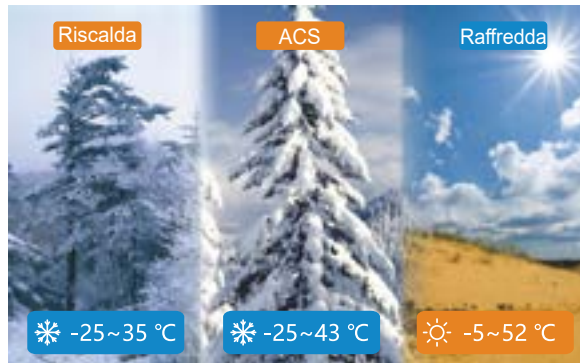 Riscalda
ACS
Raffredda
-25~35 ℃
-25~43 ℃
-5~52 ℃